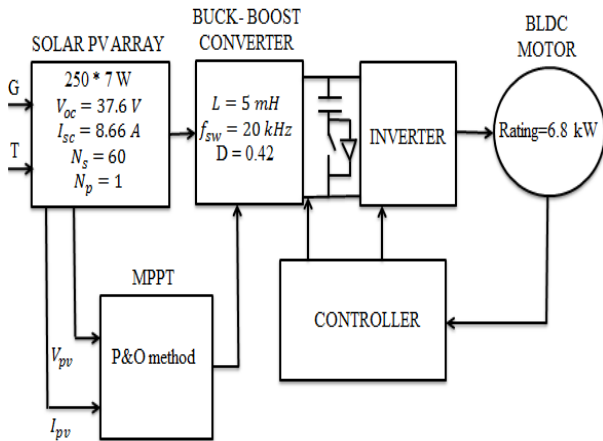 SOLAR PV ARRAY
G
T
250 * 7 W
V_oc = 37.6 V
I_sc = 8.66 A
N_s = 60
N_p = 1
BUCK- BOOST
CONVERTER
L = 5 mH
f_sw = 20 kHz
D = 0.42
INVERTER
BLDC
MOTOR
Rating=6.8 kW
MPPT
P&O method
V_pv
I_pv
CONTROLLER